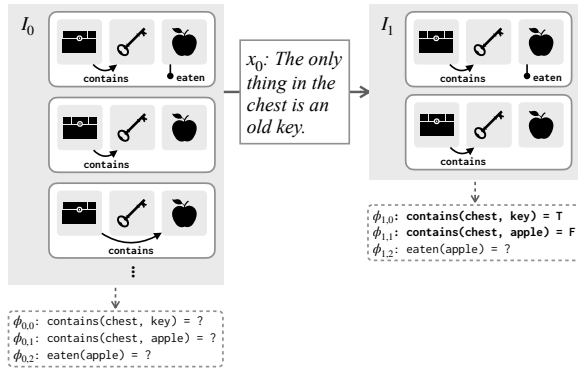 I₀
contains
eaten
contains
contains
⋮
ϕ₀,₀: contains(chest, key) = ?
ϕ₀,₁: contains(chest, apple) = ?
ϕ₀,₂: eaten(apple) = ?
x₀: The only
thing in the
chest is an
old key.
I₁
contains
eaten
contains
ϕ₁,₀: contains(chest, key) = T
ϕ₁,₁: contains(chest, apple) = F
ϕ₁,₂: eaten(apple) = ?